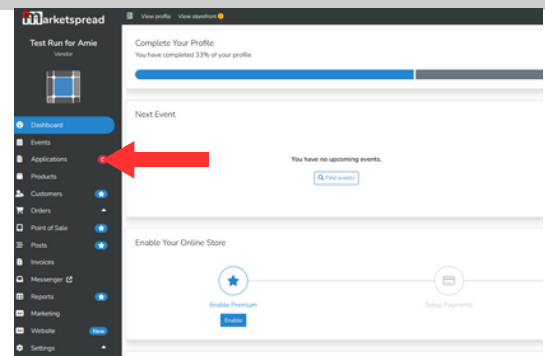 Marketspread
View profile View storefront
Test Run for Amie
Vendor
Complete Your Profile
You have completed 33% of your profile
Next Event
You have no upcoming events.
Find events
Dashboard
Events
Applications
Products
Customers
Orders
Point of Sale
Posts
Invoices
Messenger
Reports
Marketing
Website New
Settings
Enable Your Online Store
Enable Premium
Setup Payments
Enable